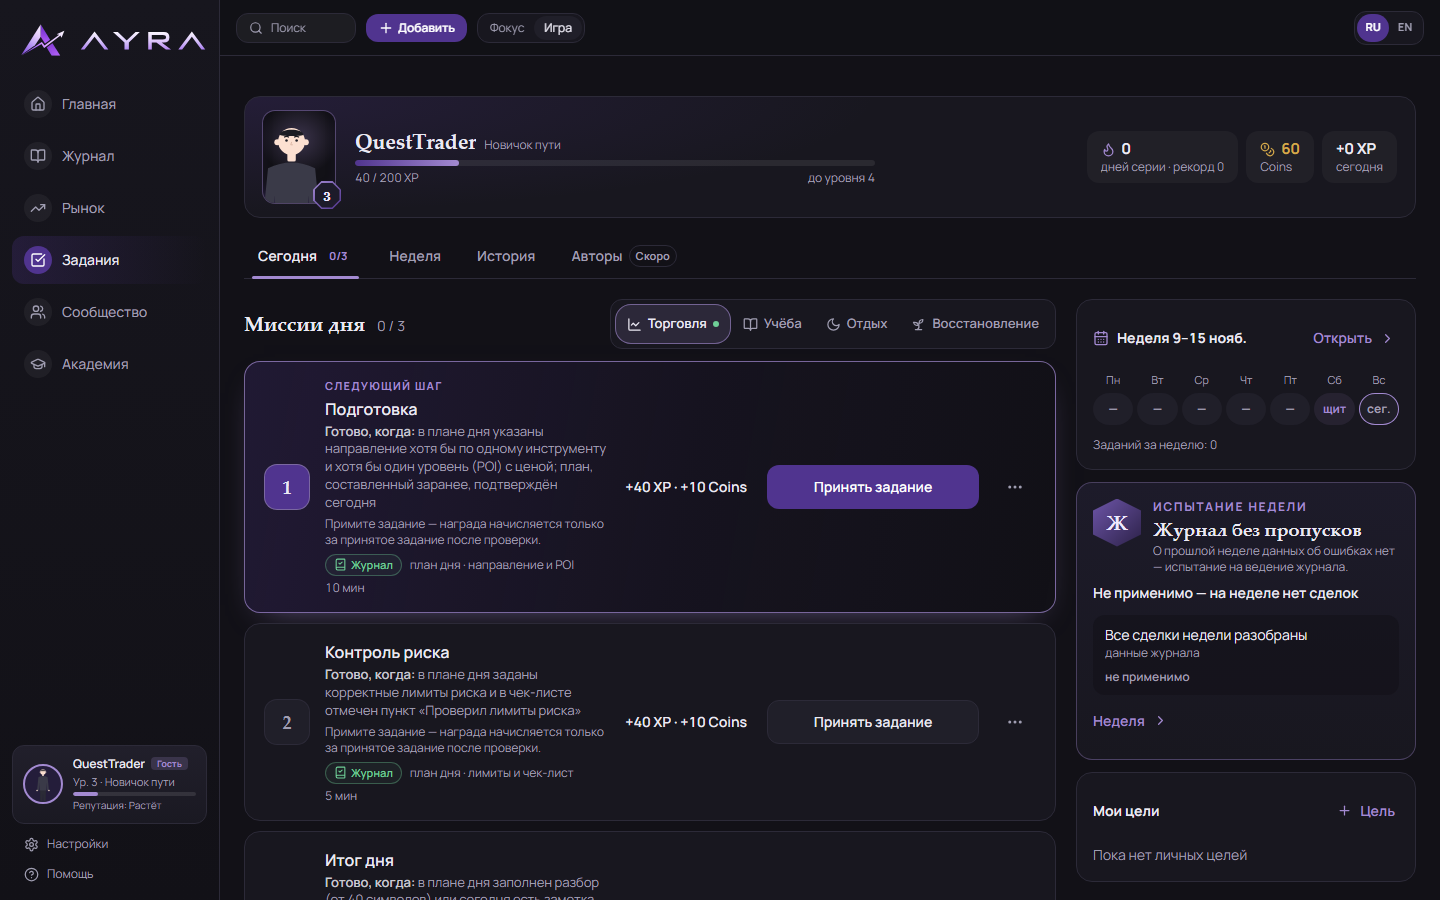 AYRA
Поиск
Добавить
Фокус
Игра
RU
EN
Главная
Журнал
Рынок
Задания
Сообщество
Академия
QuestTrader Гость
Ур. 3 · Новичок пути
Репутация: Растёт
Настройки
Помощь
QuestTrader Новичок пути
40 / 200 XP
до уровня 4
3
0
дней серии · рекорд 0
60
Coins
+0 XP
сегодня
Сегодня 0/3
Неделя
История
Авторы Скоро
Миссии дня 0 / 3
Торговля
Учёба
Отдых
Восстановление
СЛЕДУЮЩИЙ ШАГ
1
Подготовка
Готово, когда: в плане дня указаны
направление хотя бы по одному инструменту
и хотя бы один уровень (POI) с ценой; план,
составленный заранее, подтверждён
сегодня
Примите задание — награда начисляется только
за принятое задание после проверки.
Журнал план дня · направление и POI
10 мин
+40 XP · +10 Coins
Принять задание
2
Контроль риска
Готово, когда: в плане дня заданы
корректные лимиты риска и в чек-листе
отмечен пункт «Проверил лимиты риска»
Примите задание — награда начисляется только
за принятое задание после проверки.
Журнал план дня · лимиты и чек-лист
5 мин
+40 XP · +10 Coins
Принять задание
Итог дня
Готово, когда: в плане дня заполнен разбор
(от 40 символов) или сегодня есть заметка
Неделя 9–15 нояб.
Открыть
Пн Вт Ср Чт Пт Сб Вс
– – – – – щит сег.
Заданий за неделю: 0
Ж
ИСПЫТАНИЕ НЕДЕЛИ
Журнал без пропусков
О прошлой неделе данных об ошибках нет
— испытание на ведение журнала.
Не применимо — на неделе нет сделок
Все сделки недели разобраны
данные журнала
не применимо
Неделя
Мои цели
Цель
Пока нет личных целей